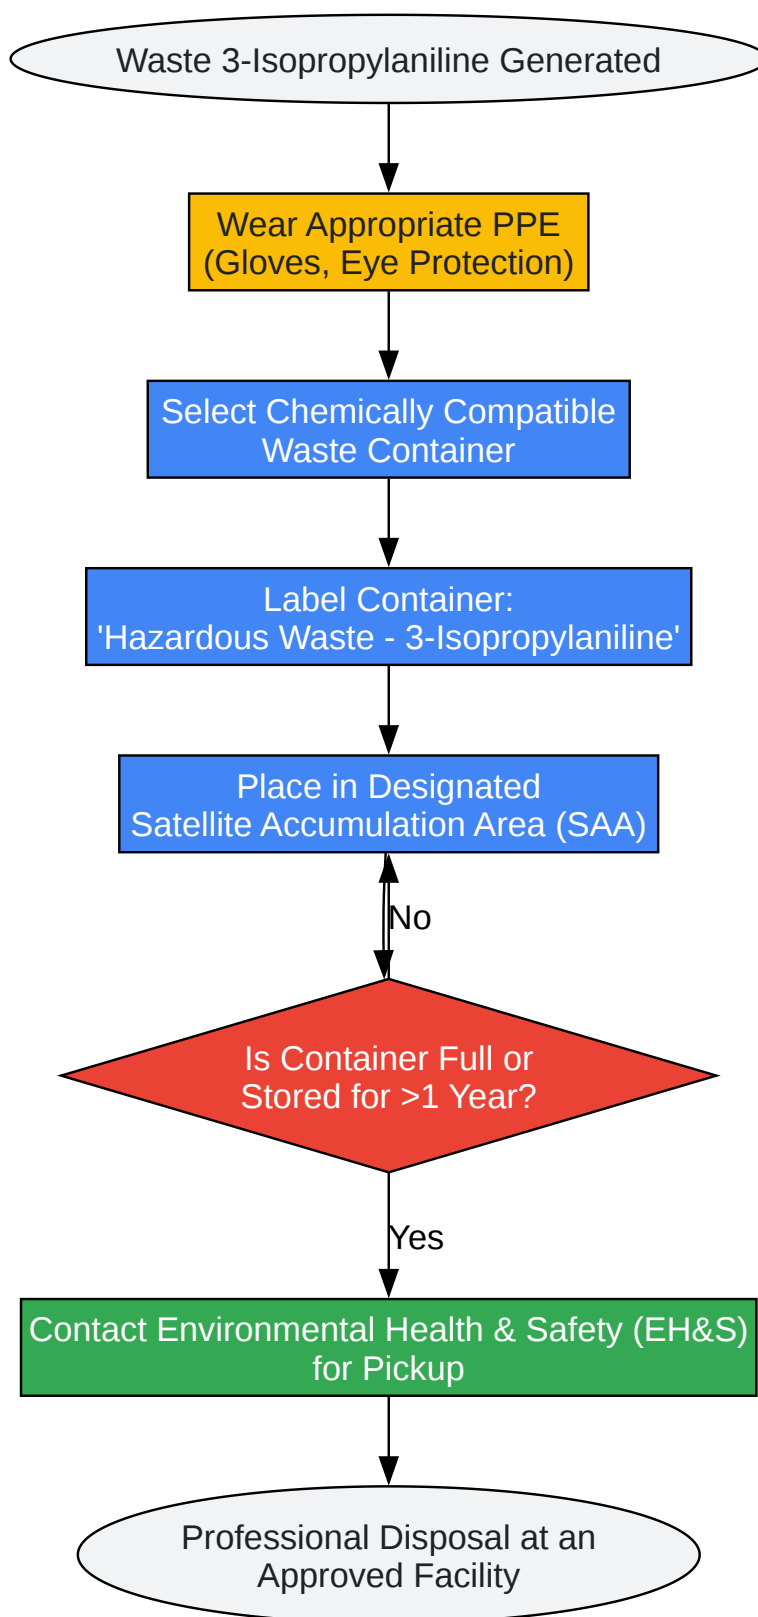 Waste 3-Isopropylaniline Generated
Wear Appropriate PPE
(Gloves, Eye Protection)
Select Chemically Compatible
Waste Container
Label Container:
'Hazardous Waste - 3-Isopropylaniline'
Place in Designated
Satellite Accumulation Area (SAA)
No
Is Container Full or
Stored for >1 Year?
Yes
Contact Environmental Health & Safety (EH&S)
for Pickup
Professional Disposal at an
Approved Facility